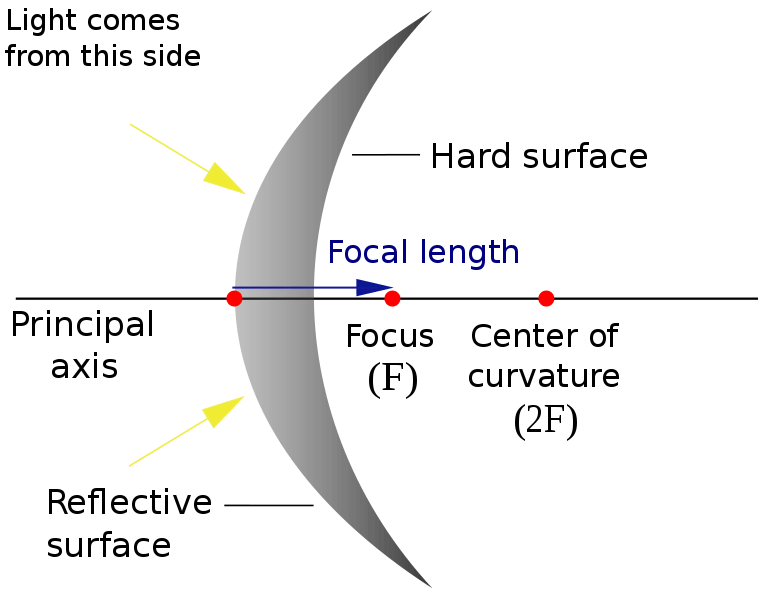 Light comes
from this side
Hard surface
Focal length
Principal
axis
Focus
(F)
Center of
curvature
(2F)
Reflective
surface